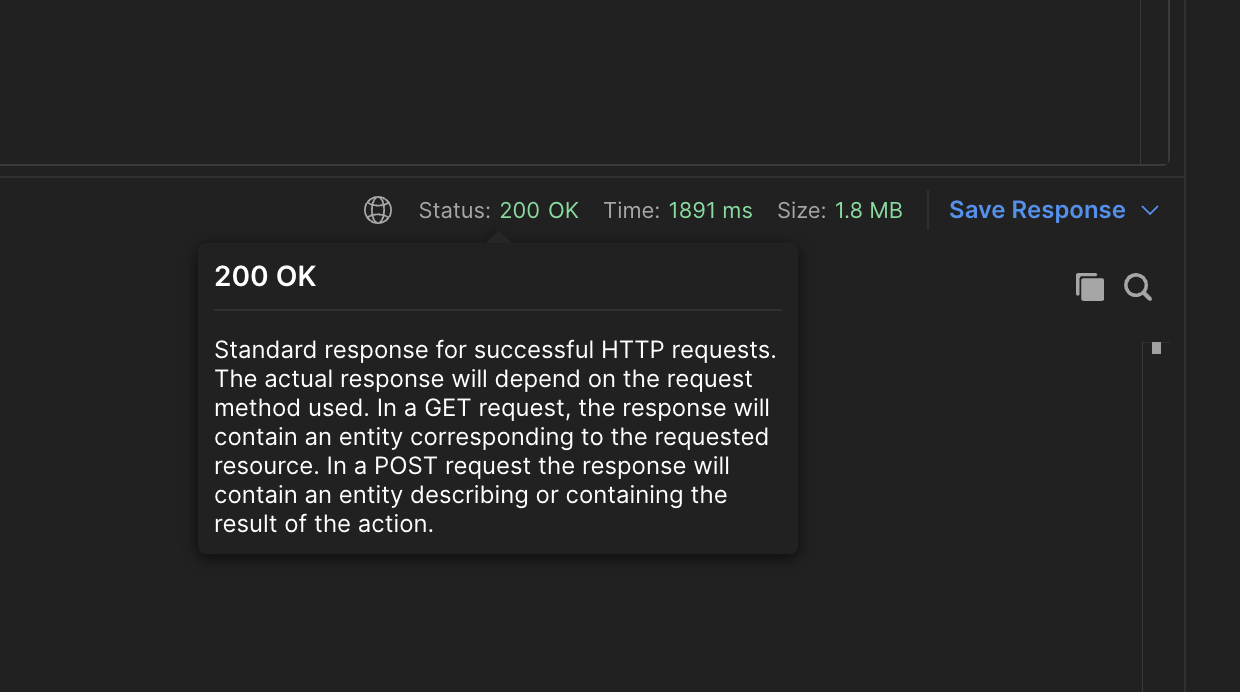 Status: 200 OK Time: 1891 ms Size: 1.8 MB Save Response
200 OK
Standard response for successful HTTP requests.
The actual response will depend on the request
method used. In a GET request, the response will
contain an entity corresponding to the requested
resource. In a POST request the response will
contain an entity describing or containing the
result of the action.